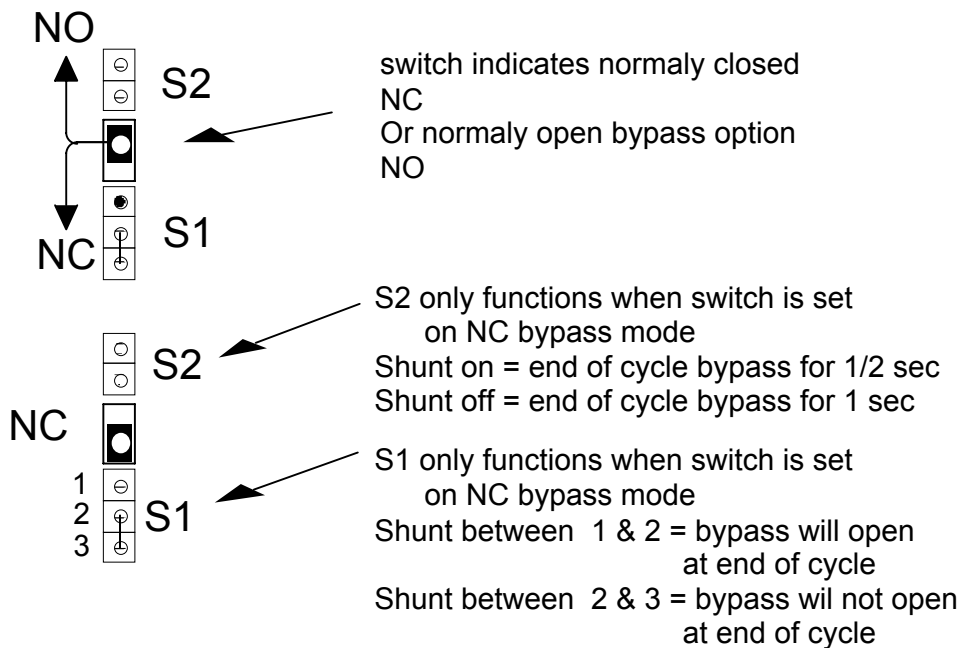 NO
S2
switch indicates normaly closed
NC
Or normaly open bypass option
NO
NC
S1
S2 only functions when switch is set
on NC bypass mode
Shunt on = end of cycle bypass for 1/2 sec
Shunt off = end of cycle bypass for 1 sec
S2
NC
S1 only functions when switch is set
on NC bypass mode
Shunt between 1 & 2 = bypass will open
at end of cycle
Shunt between 2 & 3 = bypass wil not open
at end of cycle
1
2
3
S1